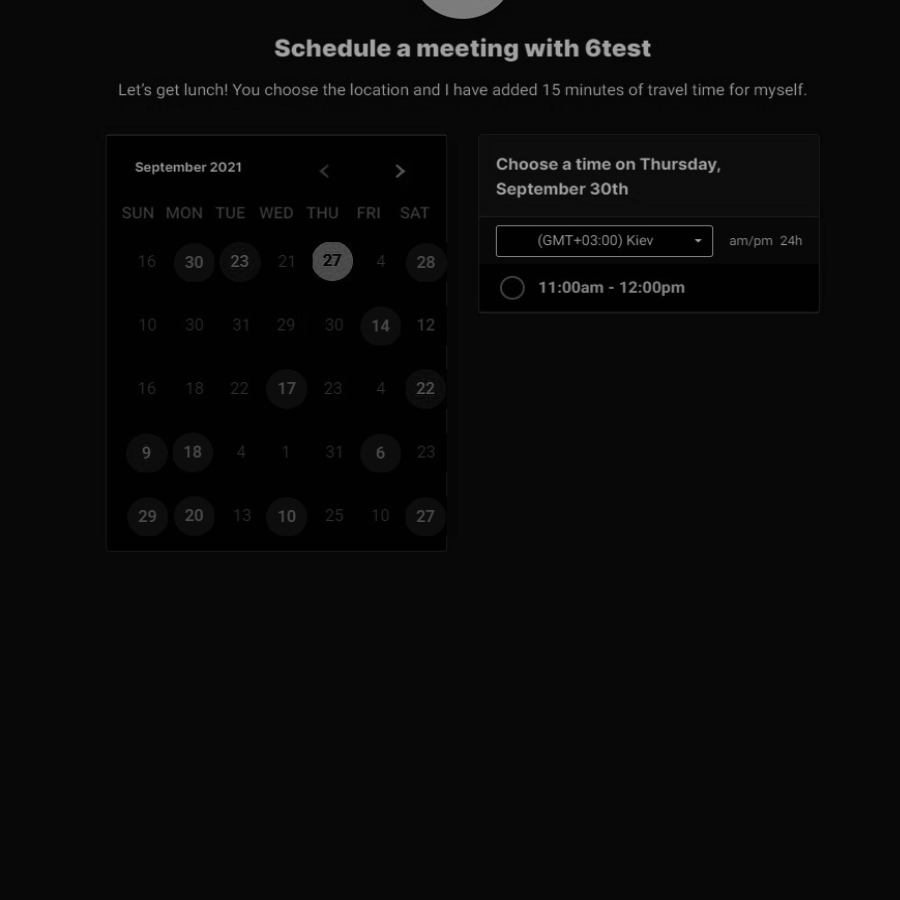 Schedule a meeting with 6test
Let's get lunch! You choose the location and I have added 15 minutes of travel time for myself.
September 2021
SUN MON TUE WED THU FRI SAT
16 30 23 21 27 4 28
10 30 31 29 30 14 12
16 18 22 17 23 4 22
9 18 4 1 31 6 23
29 20 13 10 25 10 27
Choose a time on Thursday,
September 30th
(GMT+03:00) Kiev am/pm 24h
11:00am - 12:00pm